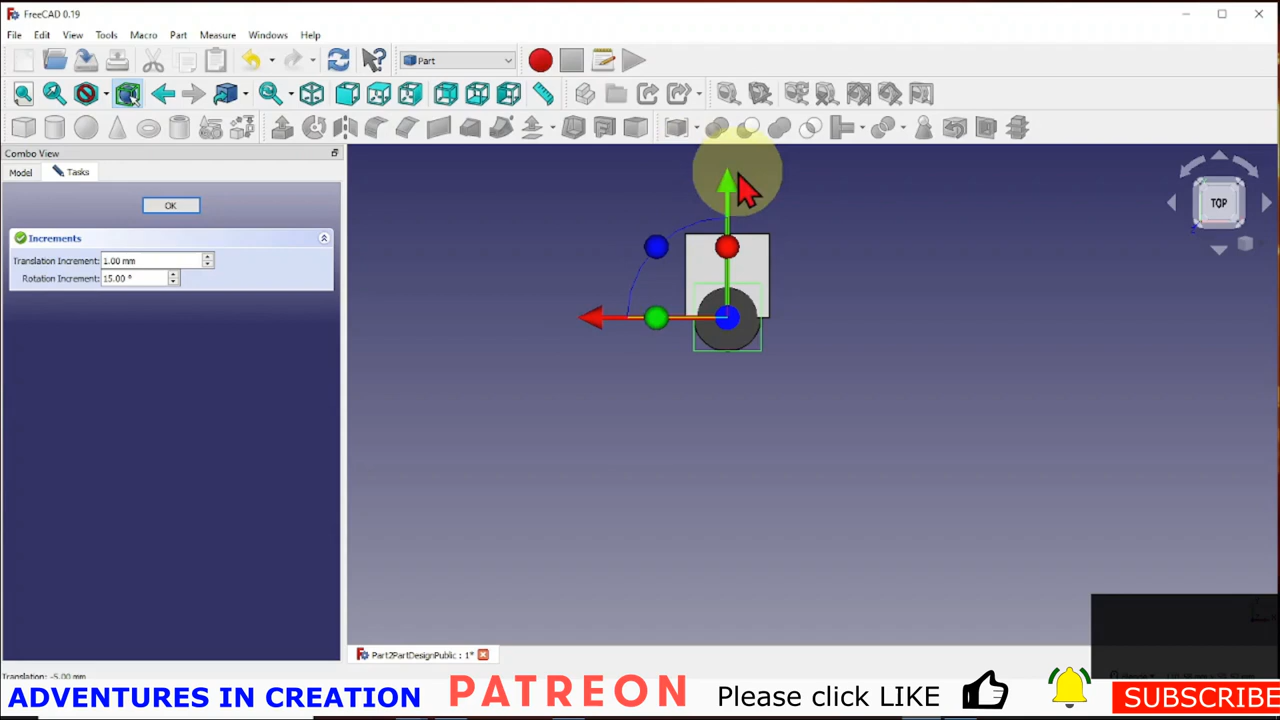 FreeCAD 0.19
File Edit View Tools Macro Part Measure Windows Help
Part
Combo View
Model Tasks
OK
Increments
Translation Increment: 1.00 mm
Rotation Increment: 15.00 °
TOP
Part2PartDesignPublic : 1*
Translation: -5.00 mm
ADVENTURES IN CREATION PATREON Please click LIKE SUBSCRIBE